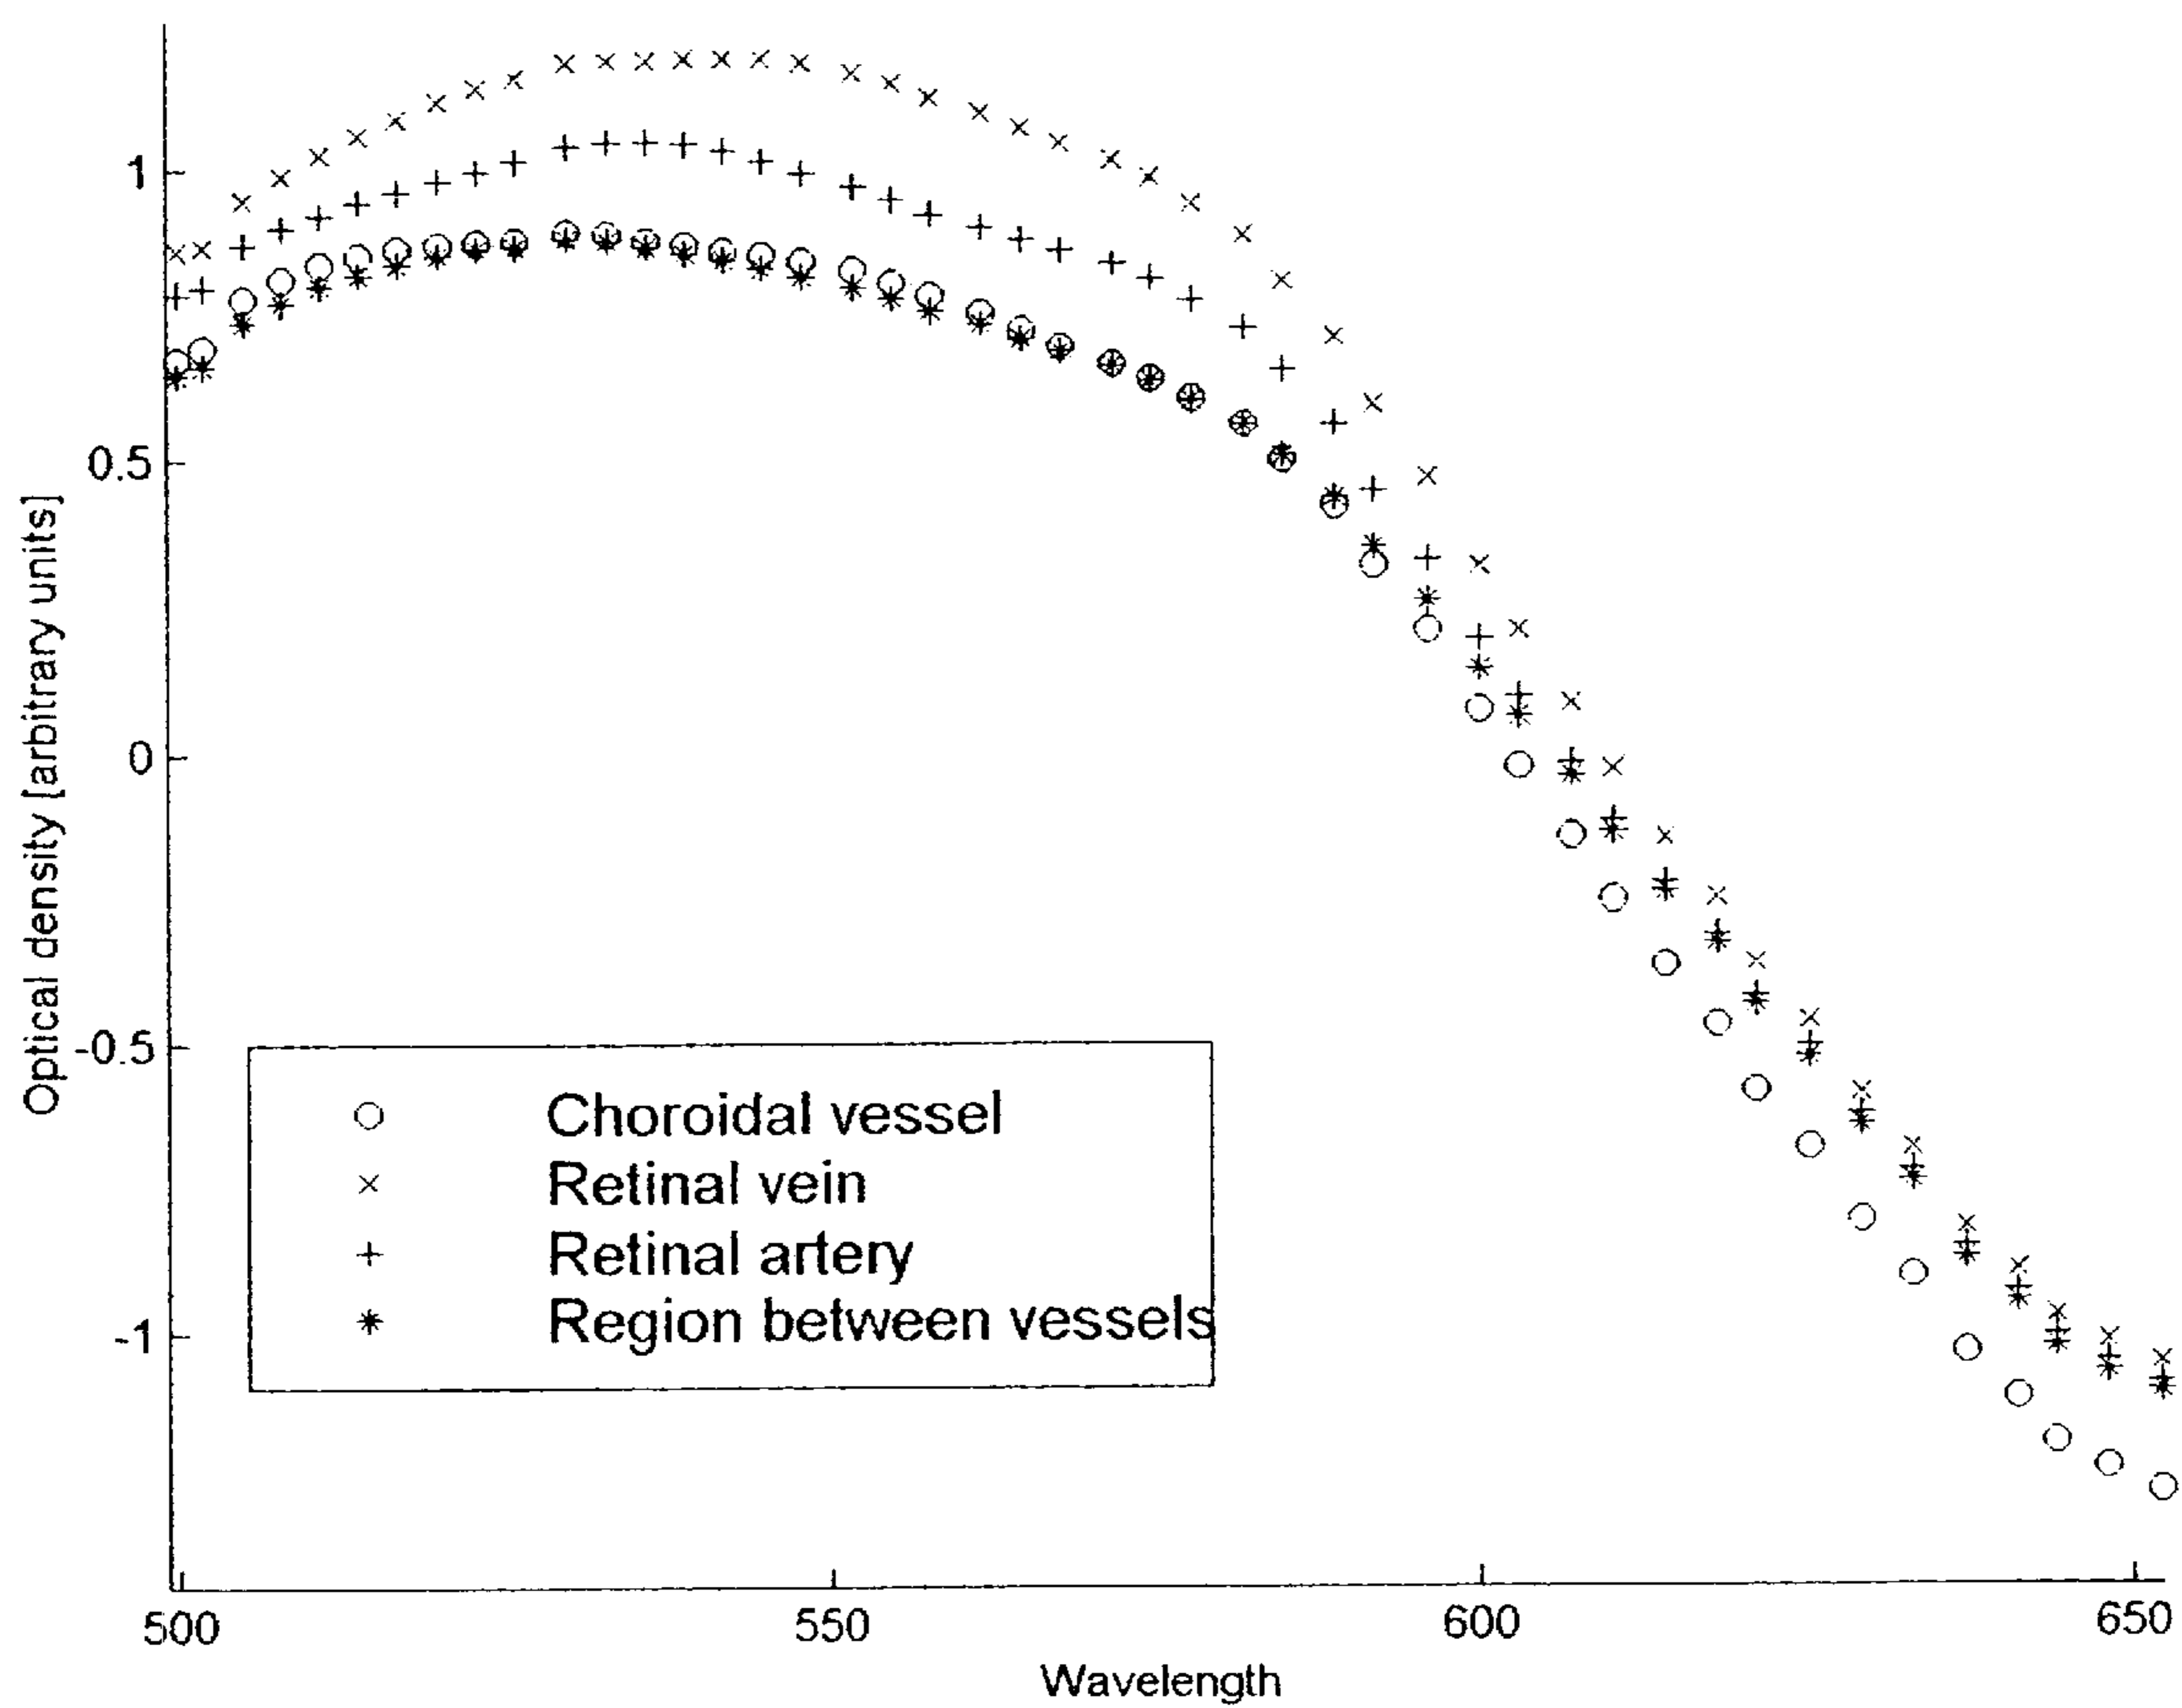 1
0.5
0
-0.5
-1
Optical density [arbitrary units]
Choroidal vessel
Retinal vein
Retinal artery
Region between vessels
500
550
600
650
Wavelength